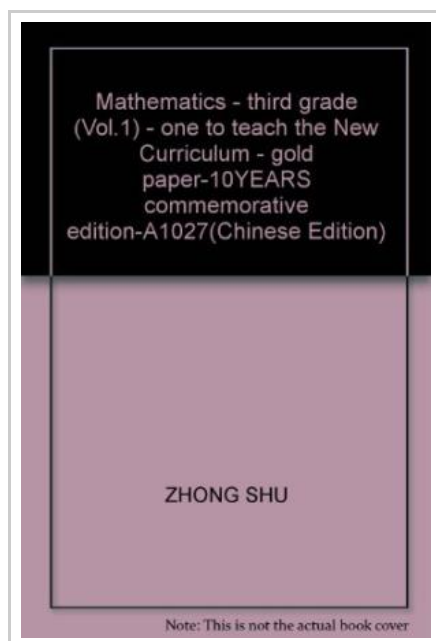 Mathematics - third grade
(Vol.1) - one to teach the New
Curriculum - gold
paper-10YEARS
commemorative
edition-A1027(Chinese Edition)
ZHONG SHU
Note: This is not the actual book cover